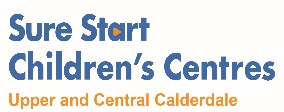 Sure Start
Children's Centres
Upper and Central Calderdale